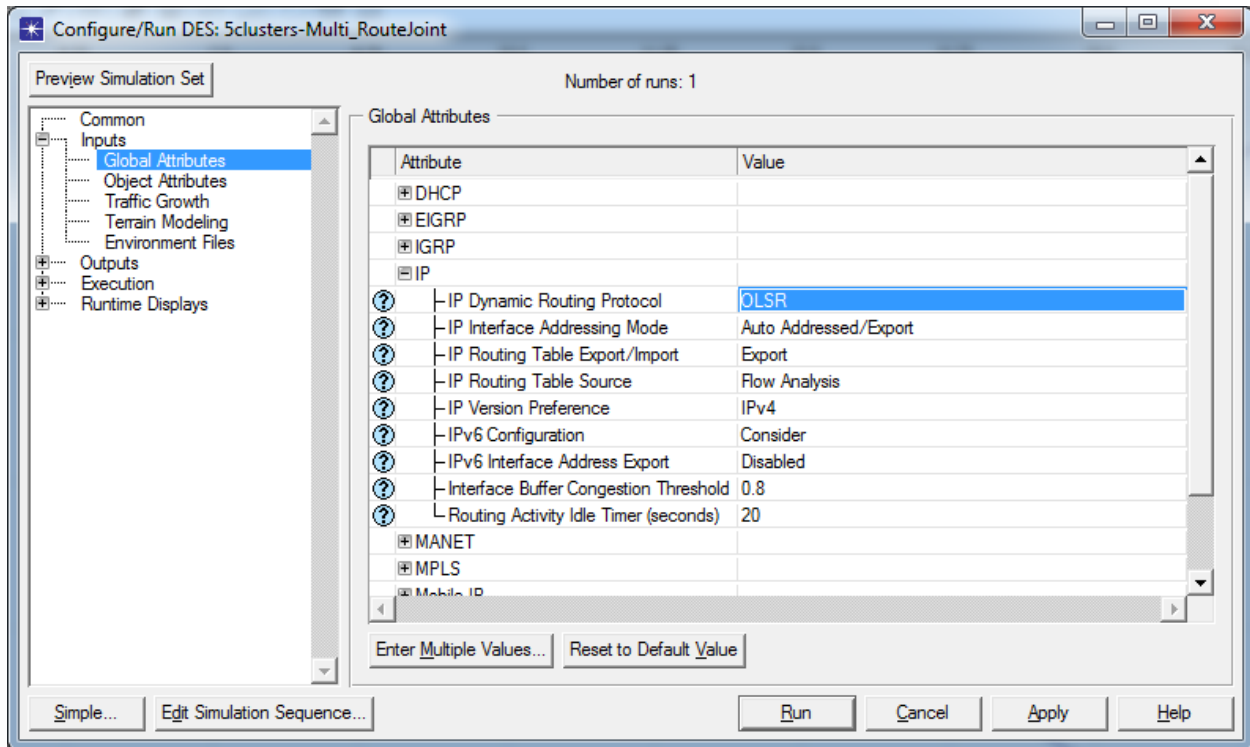 Configure/Run DES: 5clusters-Multi_RouteJoint
Preview Simulation Set
Number of runs: 1
Common
Inputs
Global Attributes
Object Attributes
Traffic Growth
Terrain Modeling
Environment Files
Outputs
Execution
Runtime Displays
Global Attributes
Attribute Value
DHCP
EIGRP
IGRP
IP
IP Dynamic Routing Protocol OLSR
IP Interface Addressing Mode Auto Addressed/Export
IP Routing Table Export/Import Export
IP Routing Table Source Flow Analysis
IP Version Preference IPv4
IPv6 Configuration Consider
IPv6 Interface Address Export Disabled
Interface Buffer Congestion Threshold 0.8
Routing Activity Idle Timer (seconds) 20
MANET
MPLS
Mobile IP
Enter Multiple Values... Reset to Default Value
Simple... Edit Simulation Sequence... Run Cancel Apply Help